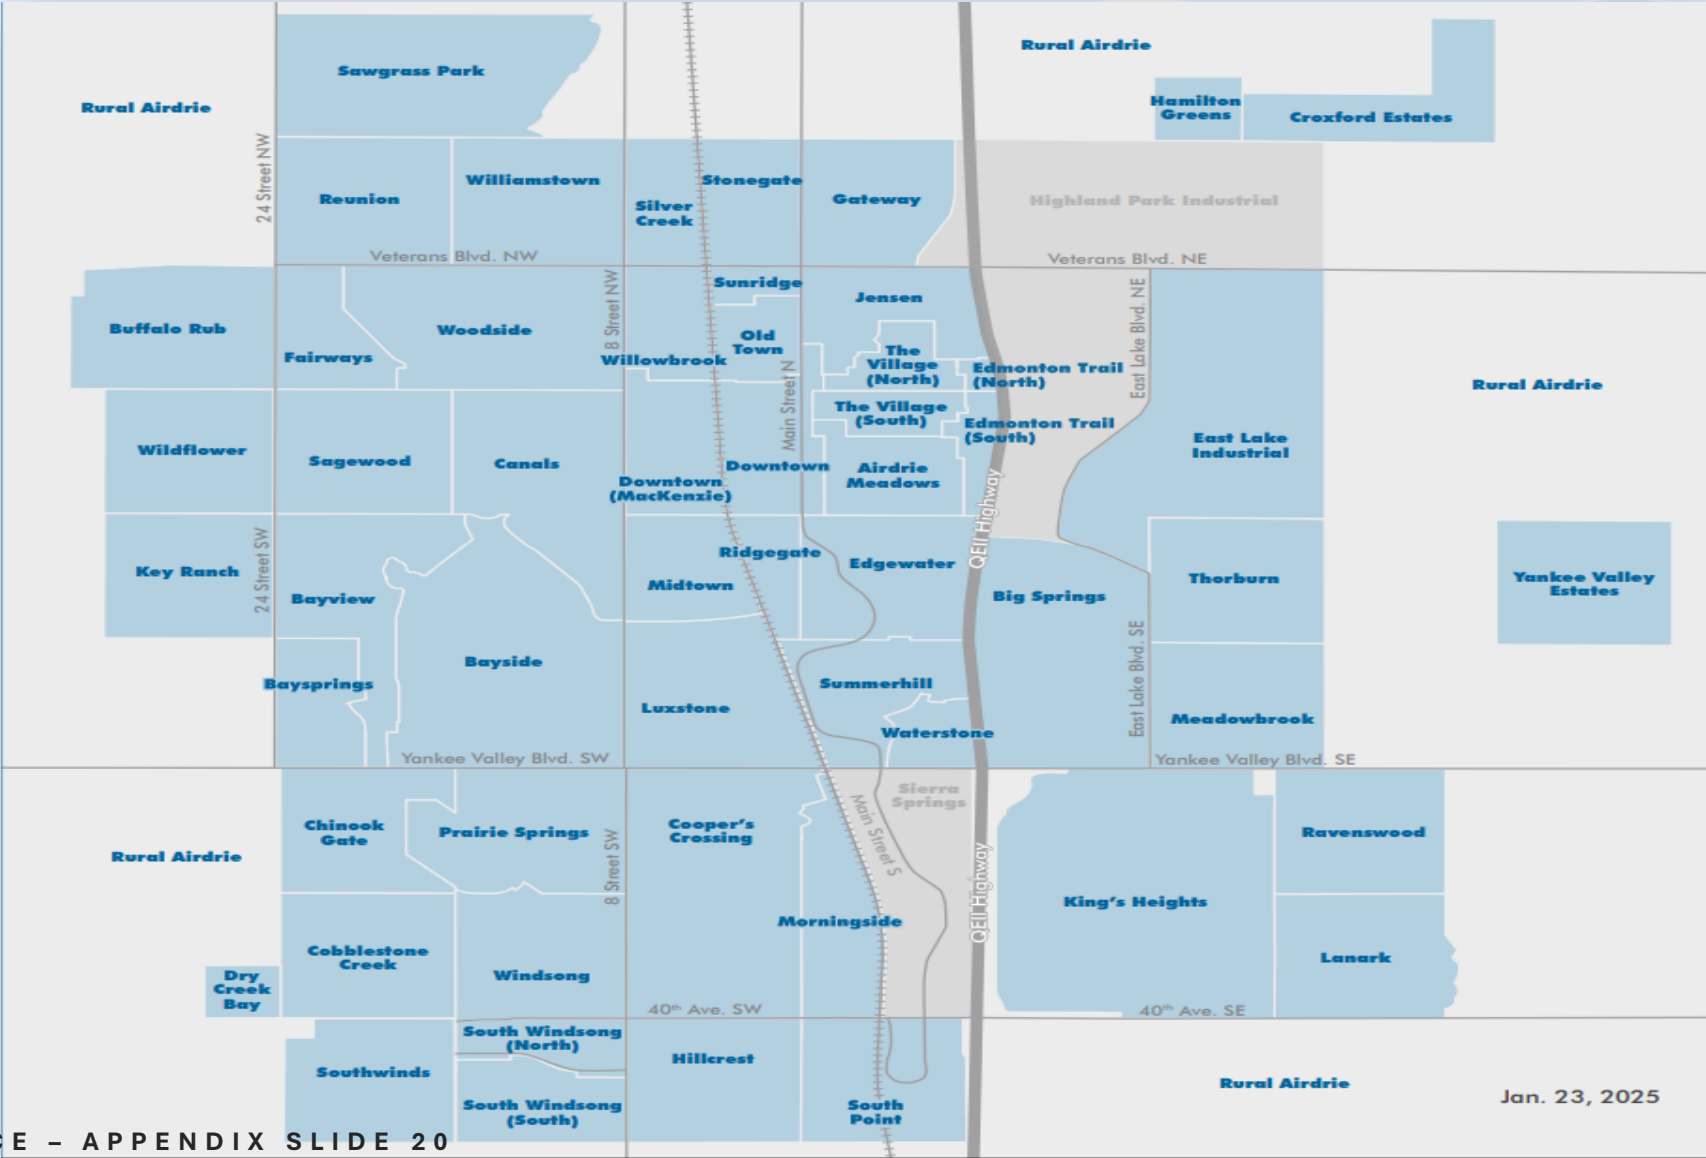 Rural Airdrie
Sawgrass Park
Rural Airdrie
Hamilton
Greens
Croxford Estates
24 Street NW
Reunion
Williamstown
Silver
Creek
Stonegate
Gateway
Highland Park Industrial
Veterans Blvd. NW
Veterans Blvd. NE
Buffalo Rub
Fairways
Woodside
8 Street NW
Willowbrook
Sunridge
Old
Town
Main Street N
Jensen
The
Village
(North)
Edmonton Trail
(North)
East Lake Blvd. NE
Rural Airdrie
The Village
(South)
Edmonton Trail
(South)
Wildflower
Sagewood
Canals
Downtown
(MacKenzie)
Downtown
Airdrie
Meadows
East Lake
Industrial
QEII Highway
Key Ranch
24 Street SW
Bayview
Midtown
Ridgegate
Edgewater
Big Springs
Thorburn
Yankee Valley
Estates
Baysprings
Bayside
Luxstone
Summerhill
Waterstone
East Lake Blvd. SE
Meadowbrook
Yankee Valley Blvd. SW
Yankee Valley Blvd. SE
Rural Airdrie
Chinook
Gate
Prairie Springs
8 Street SW
Cooper's
Crossing
Main Street S
Sierra
Springs
QEII Highway
King's Heights
Ravenswood
Morningside
Cobblestone
Creek
Windsong
Lanark
Dry
Creek
Bay
40th Ave. SW
40th Ave. SE
South Windsong
(North)
Southwinds
Hillcrest
South Windsong
(South)
South
Point
Rural Airdrie
Jan. 23, 2025
CE – APPENDIX SLIDE 20